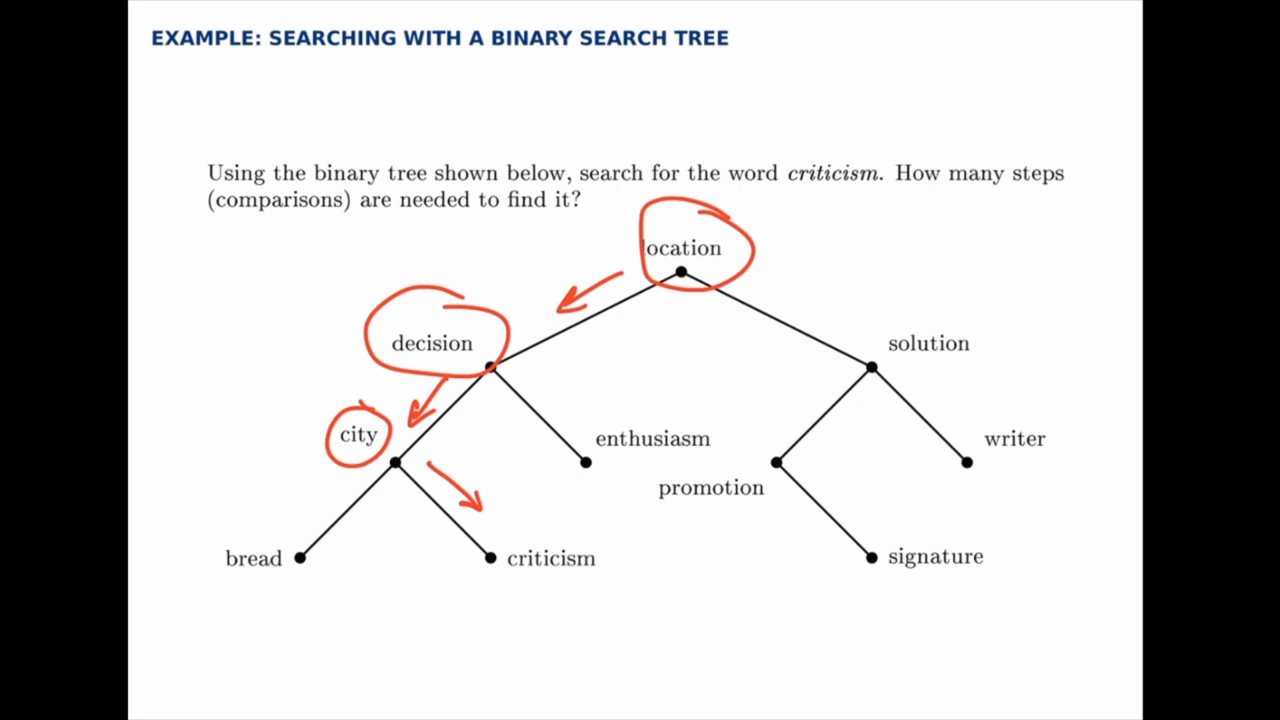 EXAMPLE: SEARCHING WITH A BINARY SEARCH TREE
Using the binary tree shown below, search for the word criticism. How many steps
(comparisons) are needed to find it?
location
decision
solution
city
enthusiasm
writer
promotion
bread
criticism
signature